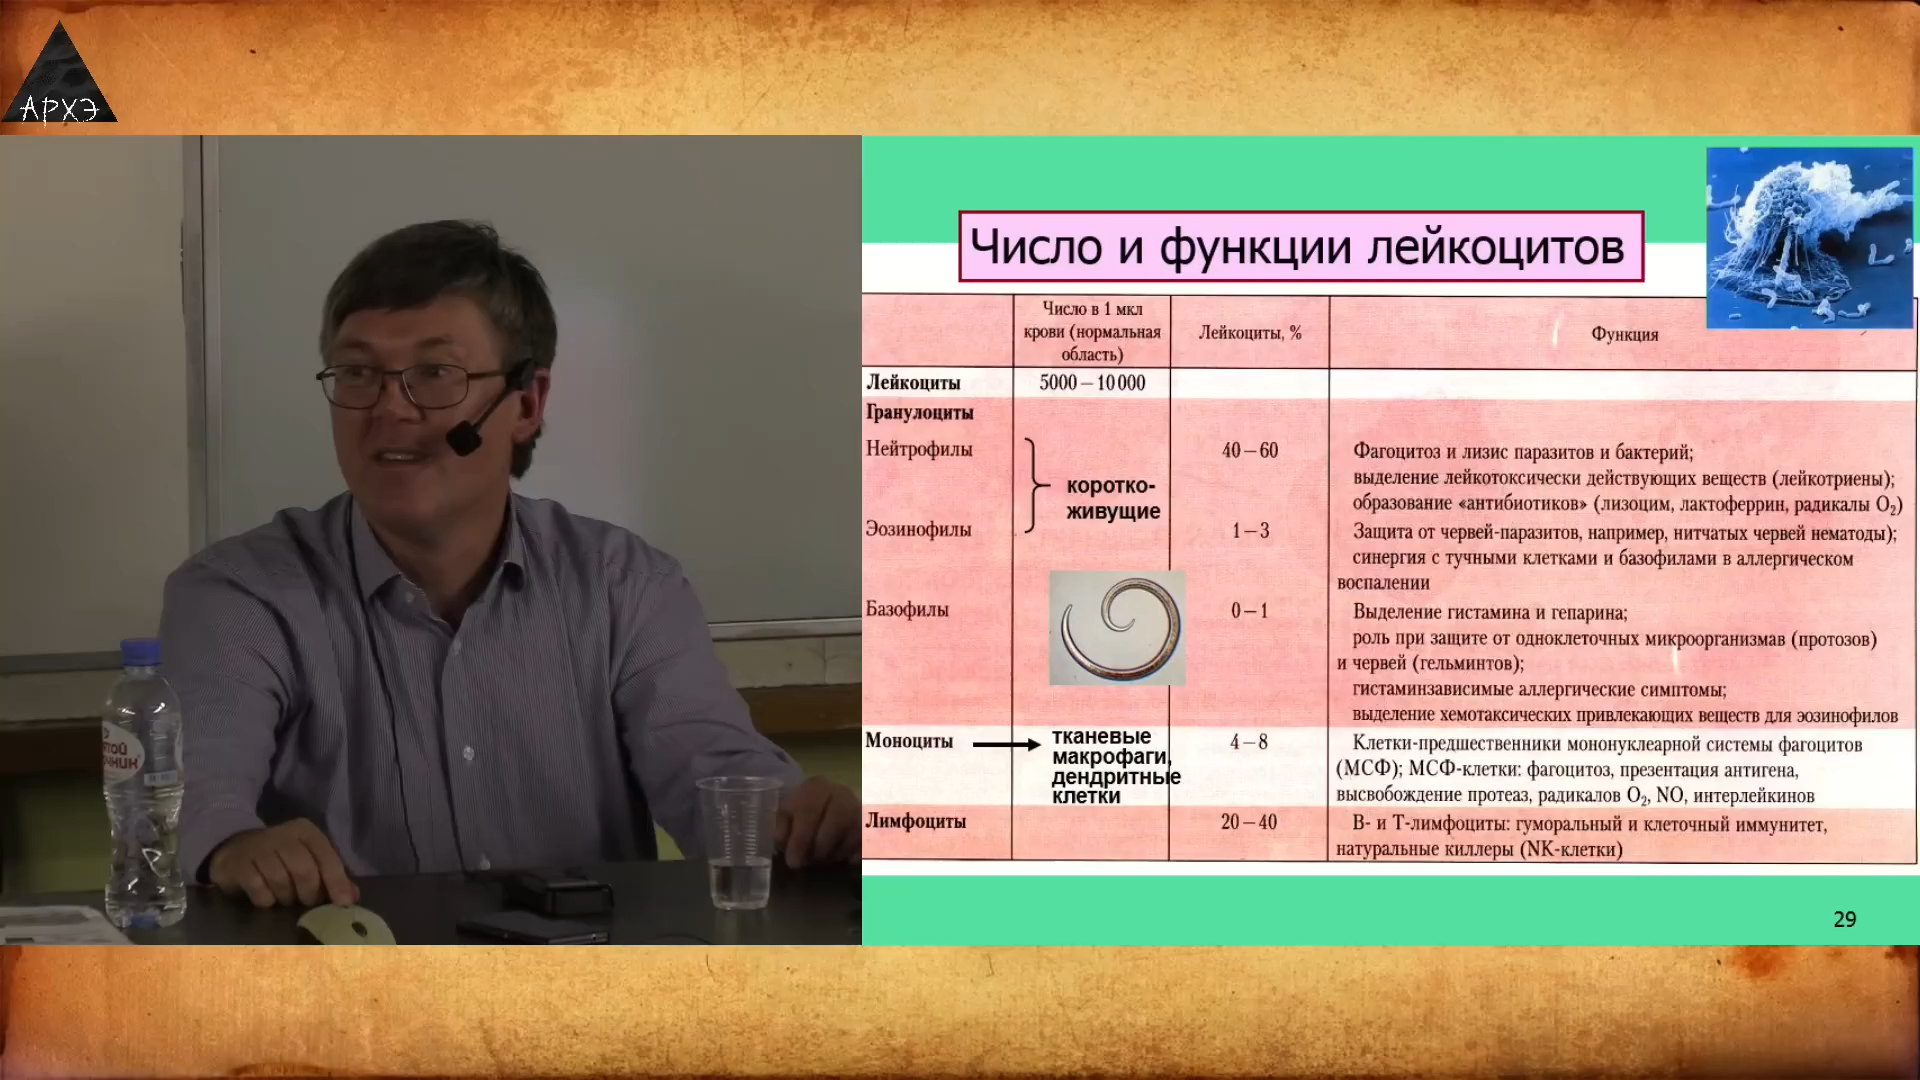 АРХЭ
Число и функции лейкоцитов
Число в 1 мкл
крови (нормальная
область)
Лейкоциты, %
Функция
Лейкоциты
5000 – 10 000
Гранулоциты
Нейтрофилы
коротко-
живущие
40 – 60
Фагоцитоз и лизис паразитов и бактерий;
выделение лейкотоксически действующих веществ (лейкотриены);
образование «антибиотиков» (лизоцим, лактоферрин, радикалы O₂)
Эозинофилы
1 – 3
Защита от червей-паразитов, например, нитчатых червей нематоды);
синергия с тучными клетками и базофилами в аллергическом
воспалении
Базофилы
0 – 1
Выделение гистамина и гепарина;
роль при защите от одноклеточных микроорганизмав (протозов)
и червей (гельминтов);
гистаминзависимые аллергические симптомы;
выделение хемотаксических привлекающих веществ для эозинофилов
Моноциты
тканевые
макрофаги,
дендритные
клетки
4 – 8
Клетки-предшественники мононуклеарной системы фагоцитов
(МСФ); МСФ-клетки: фагоцитоз, презентация антигена,
высвобождение протеаз, радикалов O₂, NO, интерлейкинов
Лимфоциты
20 – 40
В- и Т-лимфоциты: гуморальный и клеточный иммунитет,
натуральные киллеры (NK-клетки)
29